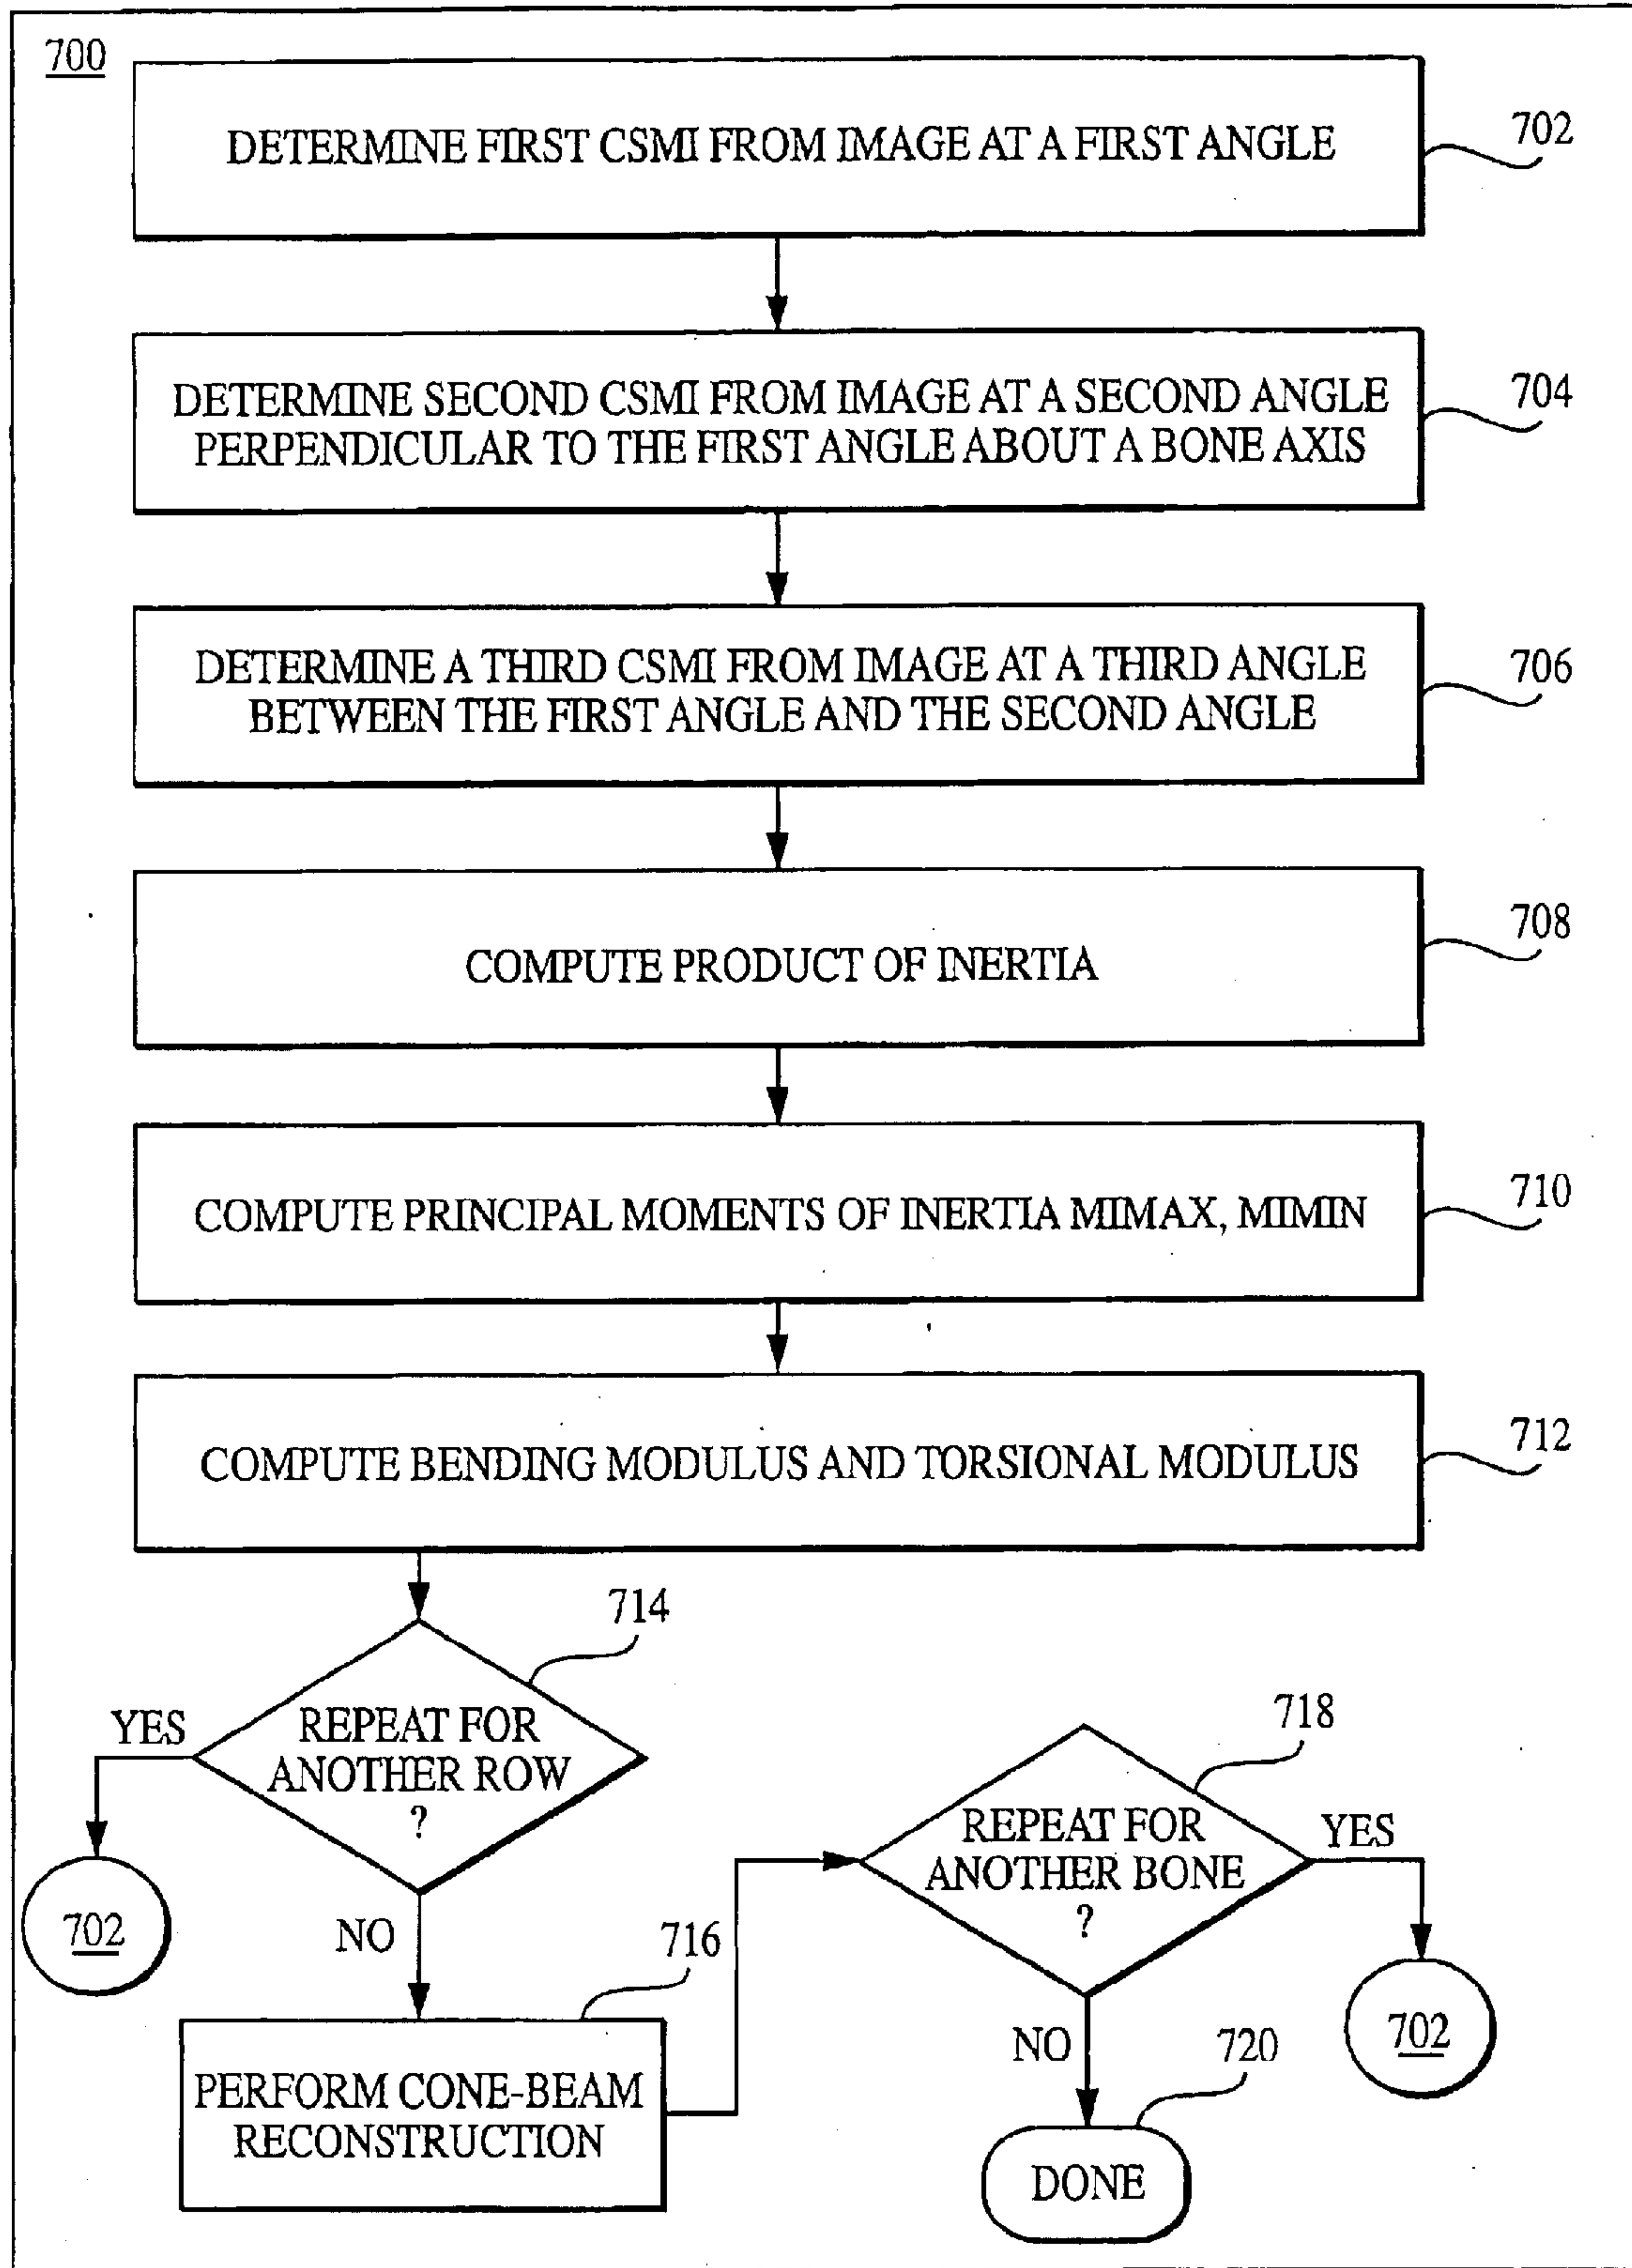 700
DETERMINE FIRST CSMI FROM IMAGE AT A FIRST ANGLE
702
DETERMINE SECOND CSMI FROM IMAGE AT A SECOND ANGLE
PERPENDICULAR TO THE FIRST ANGLE ABOUT A BONE AXIS
704
DETERMINE A THIRD CSMI FROM IMAGE AT A THIRD ANGLE
BETWEEN THE FIRST ANGLE AND THE SECOND ANGLE
706
COMPUTE PRODUCT OF INERTIA
708
COMPUTE PRINCIPAL MOMENTS OF INERTIA MIMAX, MIMIN
710
COMPUTE BENDING MODULUS AND TORSIONAL MODULUS
712
714
REPEAT FOR
ANOTHER ROW
?
YES
702
NO
716
PERFORM CONE-BEAM
RECONSTRUCTION
718
REPEAT FOR
ANOTHER BONE
?
YES
702
NO
720
DONE